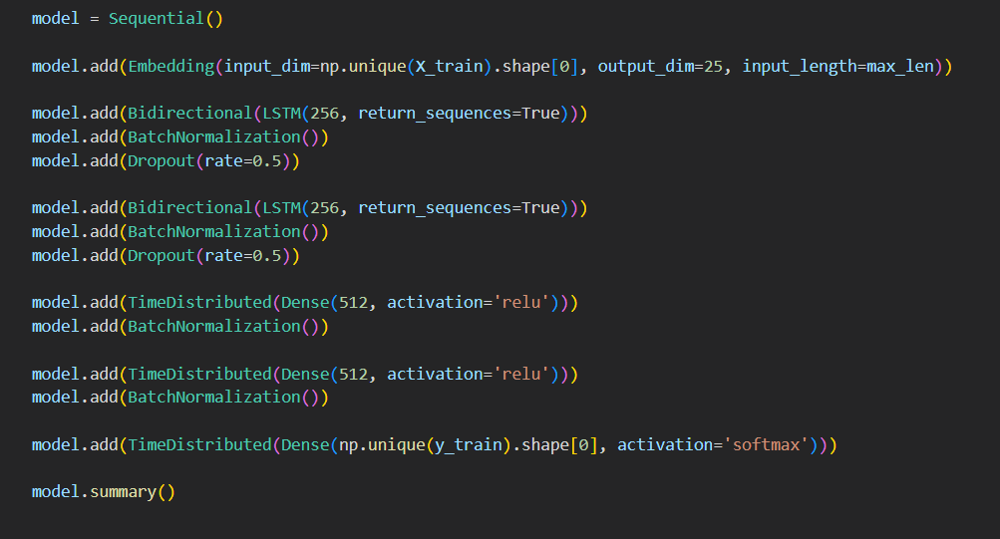 model = Sequential()
model.add(Embedding(input_dim=np.unique(X_train).shape[0], output_dim=25, input_length=max_len))
model.add(Bidirectional(LSTM(256, return_sequences=True)))
model.add(BatchNormalization())
model.add(Dropout(rate=0.5))
model.add(Bidirectional(LSTM(256, return_sequences=True)))
model.add(BatchNormalization())
model.add(Dropout(rate=0.5))
model.add(TimeDistributed(Dense(512, activation='relu')))
model.add(BatchNormalization())
model.add(TimeDistributed(Dense(512, activation='relu')))
model.add(BatchNormalization())
model.add(TimeDistributed(Dense(np.unique(y_train).shape[0], activation='softmax')))
model.summary()